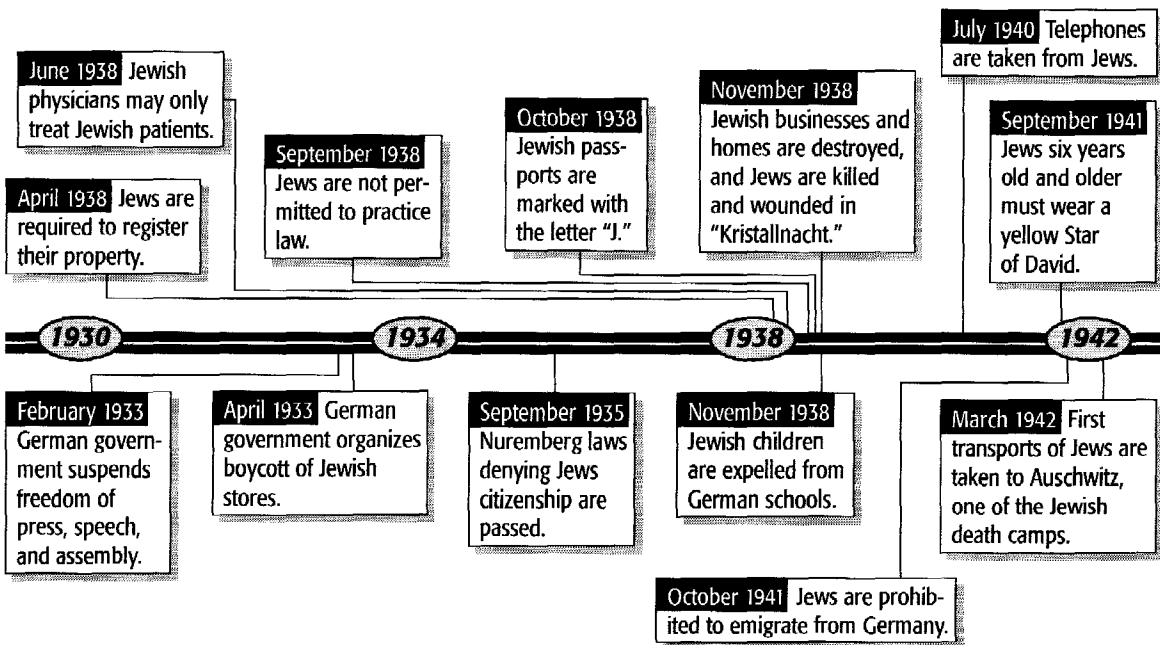 June 1938 Jewish
physicians may only
treat Jewish patients.
April 1938 Jews are
required to register
their property.
September 1938
Jews are not per-
mitted to practice
law.
October 1938
Jewish pass-
ports are
marked with
the letter “J.”
November 1938
Jewish businesses and
homes are destroyed,
and Jews are killed
and wounded in
“Kristallnacht.”
July 1940 Telephones
are taken from Jews.
September 1941
Jews six years
old and older
must wear a
yellow Star
of David.
1930
1934
1938
1942
February 1933
German govern-
ment suspends
freedom of
press, speech,
and assembly.
April 1933 German
government organizes
boycott of Jewish
stores.
September 1935
Nuremberg laws
denying Jews
citizenship are
passed.
November 1938
Jewish children
are expelled from
German schools.
March 1942 First
transports of Jews are
taken to Auschwitz,
one of the Jewish
death camps.
October 1941 Jews are prohib-
ited to emigrate from Germany.